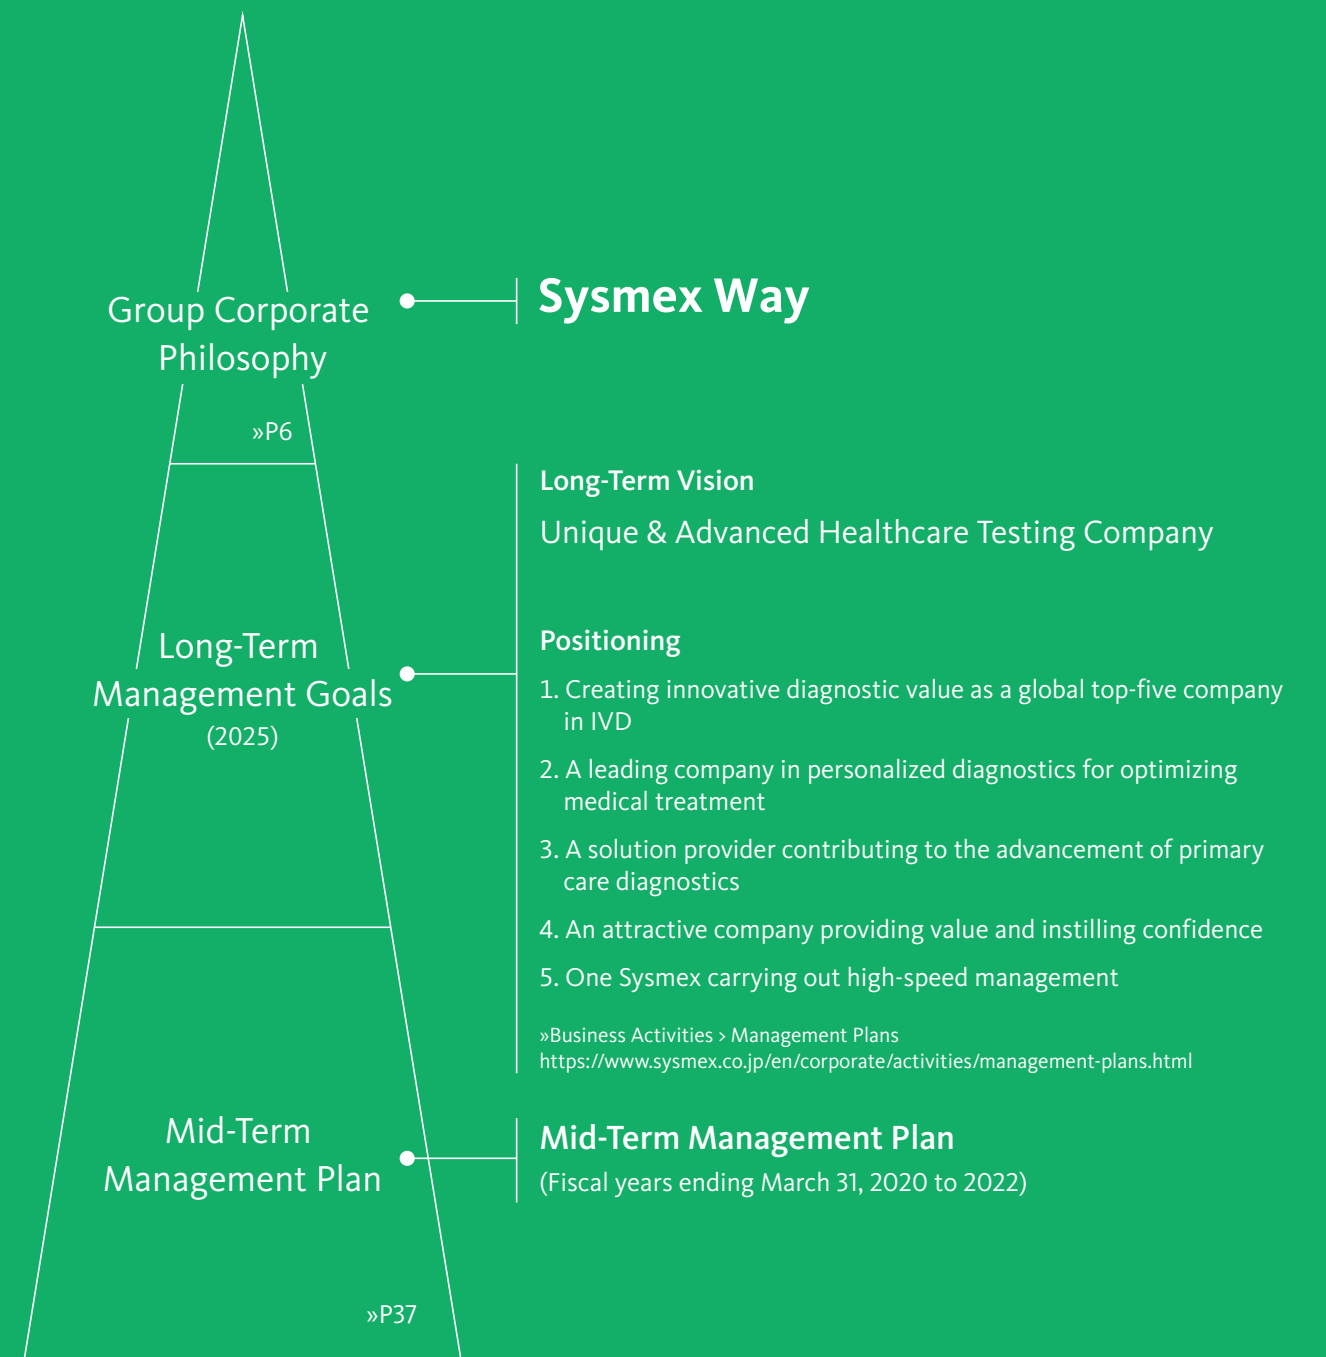 Group Corporate
Philosophy
»P6
Sysmex Way
Long-Term
Management Goals
(2025)
Long-Term Vision
Unique & Advanced Healthcare Testing Company
Positioning
1. Creating innovative diagnostic value as a global top-five company
in IVD
2. A leading company in personalized diagnostics for optimizing
medical treatment
3. A solution provider contributing to the advancement of primary
care diagnostics
4. An attractive company providing value and instilling confidence
5. One Sysmex carrying out high-speed management
»Business Activities > Management Plans
https://www.sysmex.co.jp/en/corporate/activities/management-plans.html
Mid-Term
Management Plan
»P37
Mid-Term Management Plan
(Fiscal years ending March 31, 2020 to 2022)